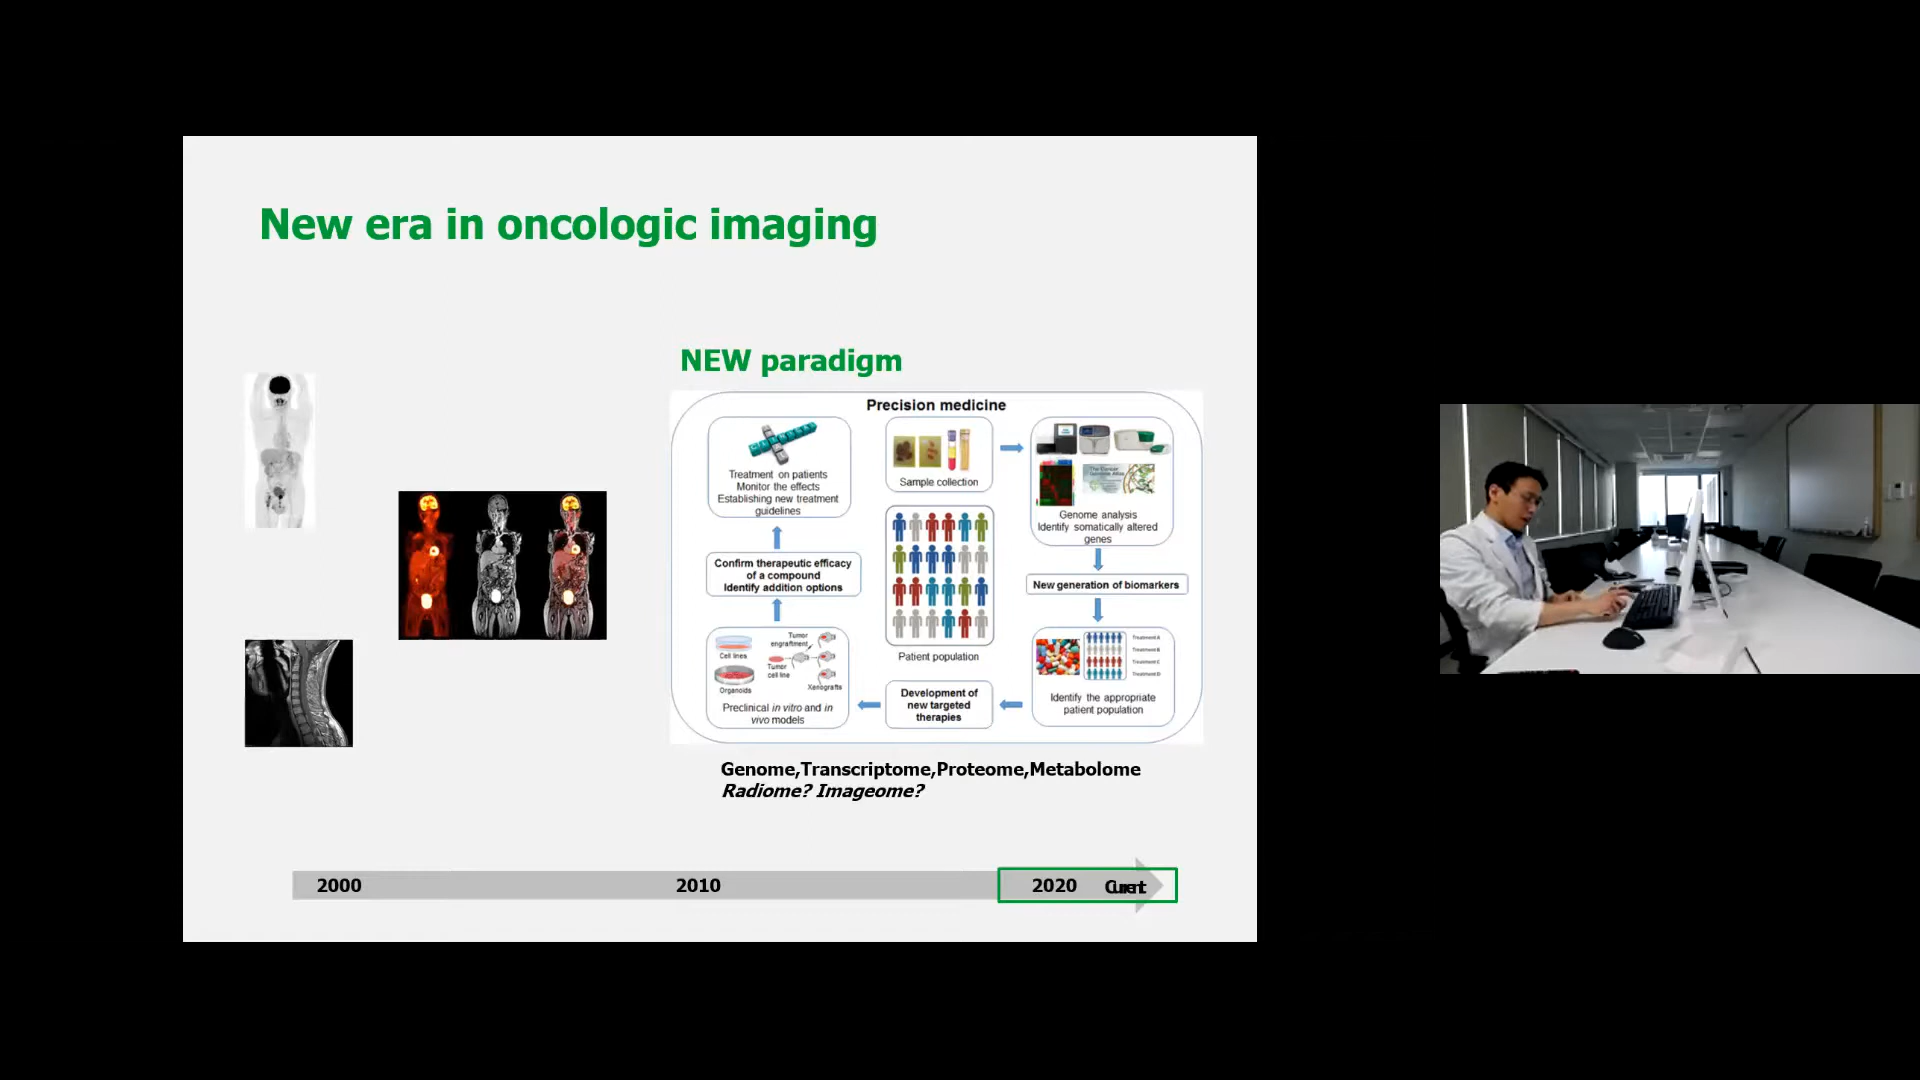 New era in oncologic imaging
NEW paradigm
Precision medicine
Treatment on patients
Monitor the effects
Establishing new treatment
guidelines
Sample collection
The Cancer
Genome Atlas
Genome analysis
Identify somatically altered
genes
Confirm therapeutic efficacy
of a compound
Identify addition options
New generation of biomarkers
Patient population
Cell lines
Organoids
Tumor
engraftment
Tumor
cell line
Xenografts
Preclinical in vitro and in
vivo models
Development of
new targeted
therapies
Treatment A
Treatment B
Treatment C
Treatment D
Identify the appropriate
patient population
Genome,Transcriptome,Proteome,Metabolome
Radiome? Imageome?
2000
2010
2020